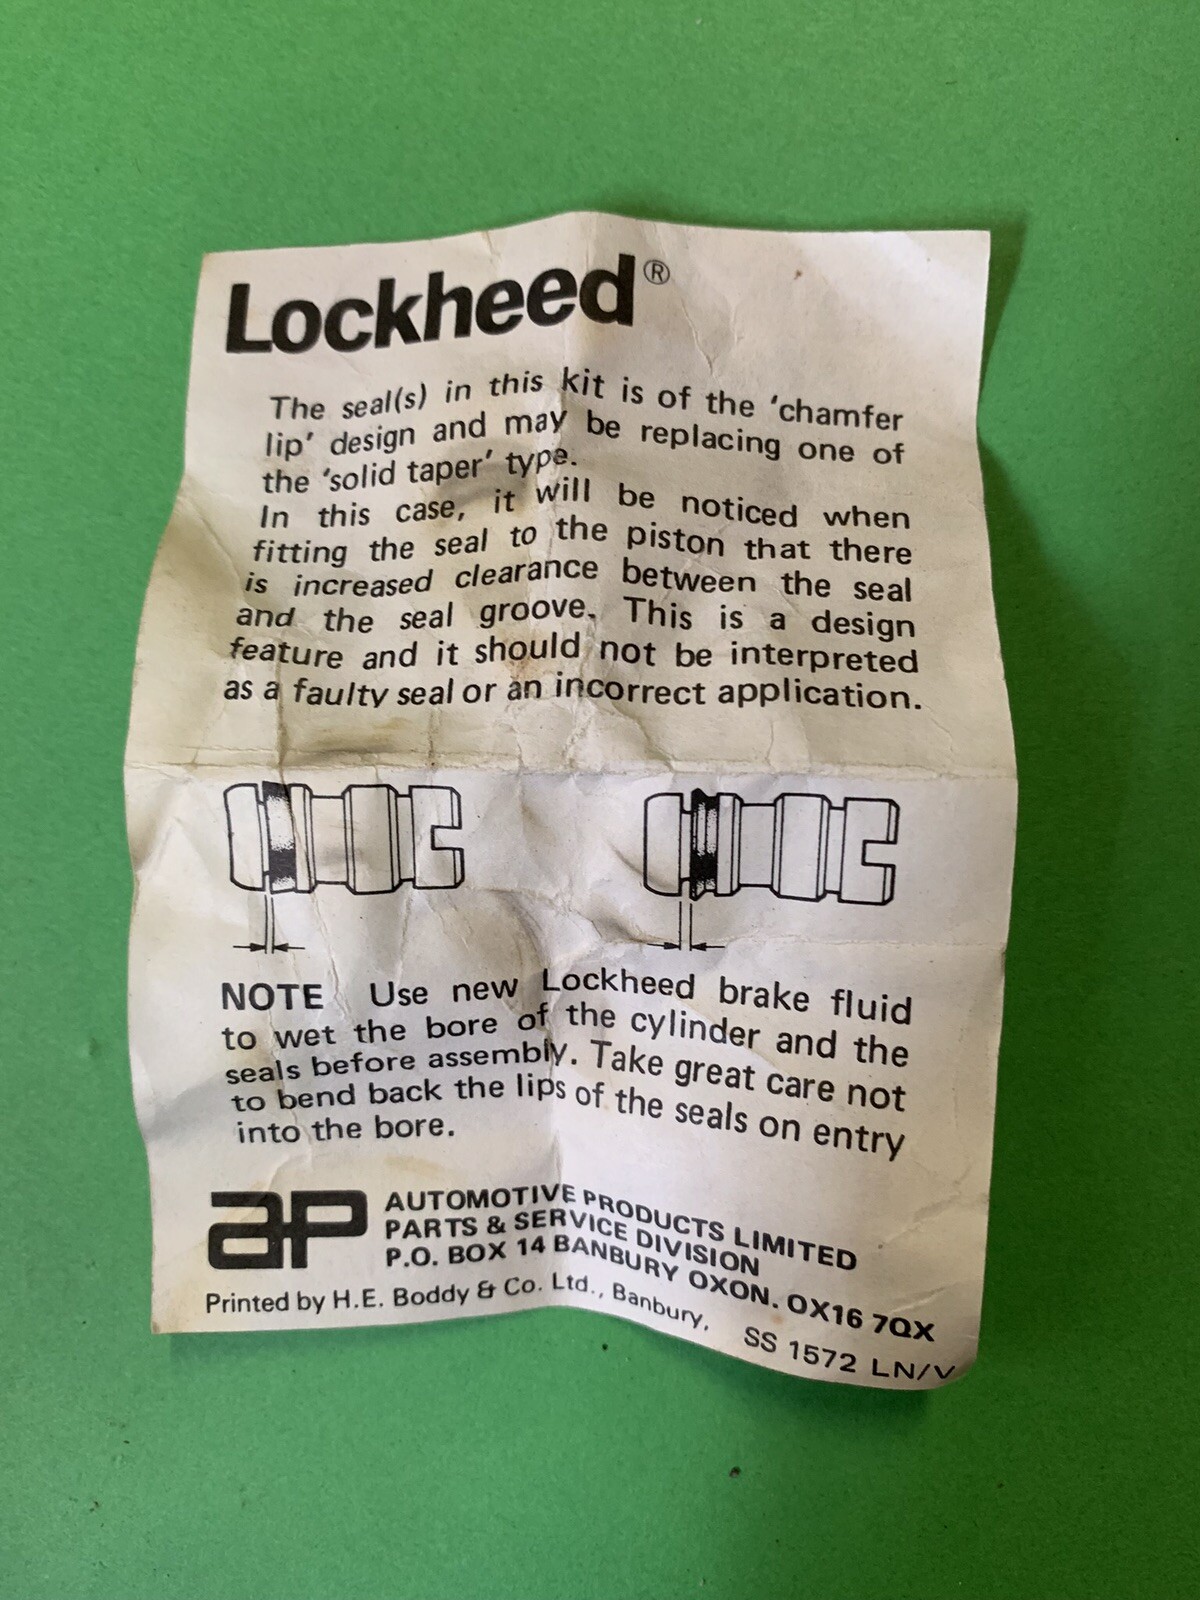 Lockheed®
The seal(s) in this kit is of the ‘chamfer
lip’ design and may be replacing one of
the ‘solid taper’ type.
In this case, it will be noticed when
fitting the seal to the piston that there
is increased clearance between the seal
and the seal groove. This is a design
feature and it should not be interpreted
as a faulty seal or an incorrect application.
NOTE Use new Lockheed brake fluid
to wet the bore of the cylinder and the
seals before assembly. Take great care not
to bend back the lips of the seals on entry
into the bore.
ap AUTOMOTIVE PRODUCTS LIMITED
PARTS & SERVICE DIVISION
P.O. BOX 14 BANBURY OXON. OX16 7QX
Printed by H.E. Boddy & Co. Ltd., Banbury, SS 1572 LN/V